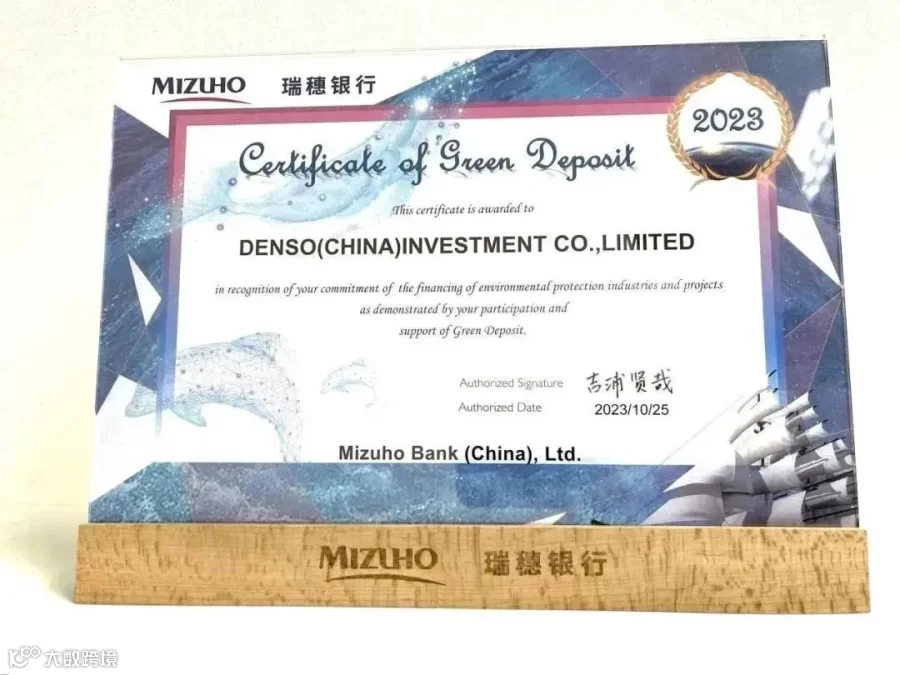 MIZUHO 瑞穗银行
2023
Certificate of Green Deposit
This certificate is awarded to
DENSO(CHINA)INVESTMENT CO.,LIMITED
in recognition of your commitment of the financing of environmental protection industries and projects
as demonstrated by your participation and
support of Green Deposit.
Authorized Signature 吉浦贤哉
Authorized Date 2023/10/25
Mizuho Bank (China), Ltd.
MIZUHO 瑞穗银行
大数跨境